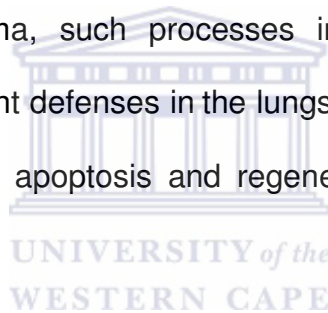 na, such processes in
nt defenses in the lungs
apoptosis and regene
UNIVERSITY of the
WESTERN CAPE